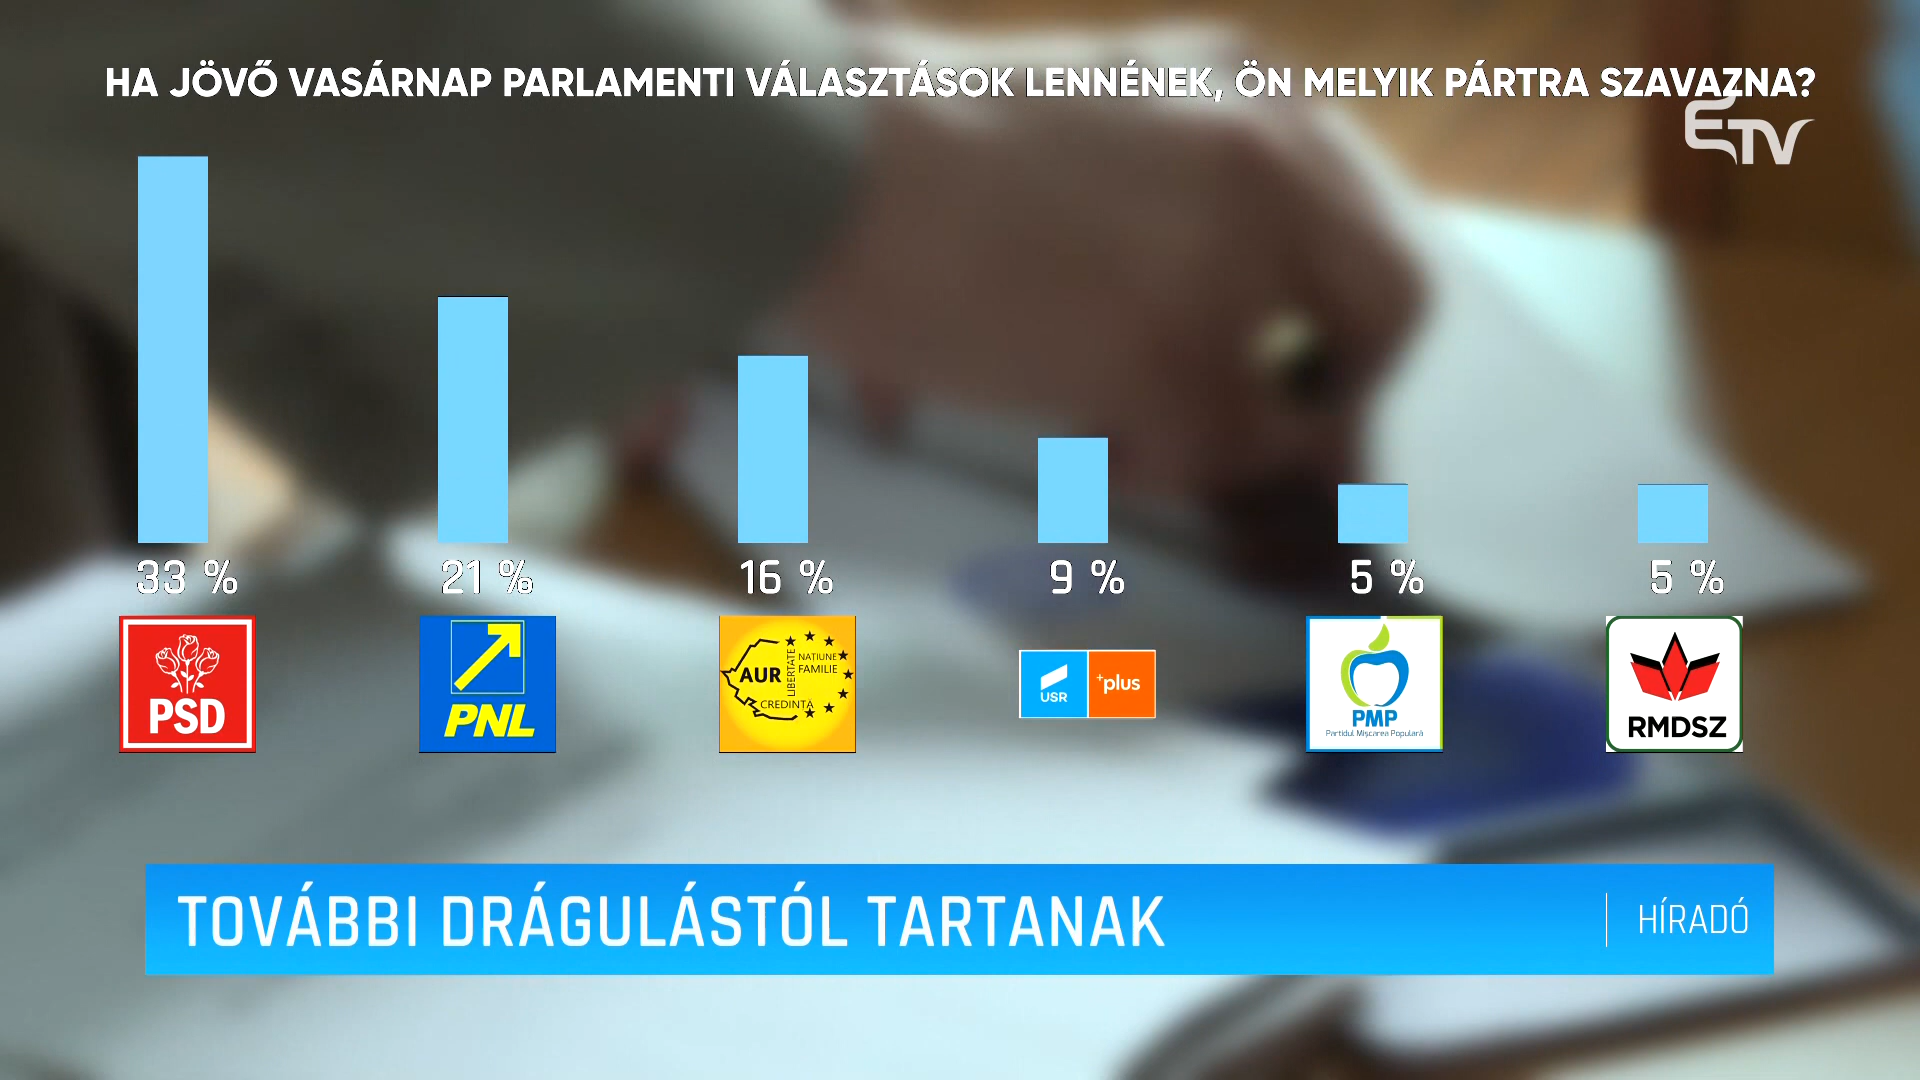 HA JÖVŐ VASÁRNAP PARLAMENTI VÁLASZTÁSOK LENNÉNEK, ÖN MELYIK PÁRTRA SZAVAZNA?
ETV
33 % 21 % 16 % 9 % 5 % 5 %
PSD
PNL
AUR
LIBERTATE
NAȚIUNE
FAMILIE
CREDINȚĂ
USR +plus
PMP
Partidul Mișcarea Populară
RMDSZ
TOVÁBBI DRÁGULÁSTÓL TARTANAK
HÍRADÓ